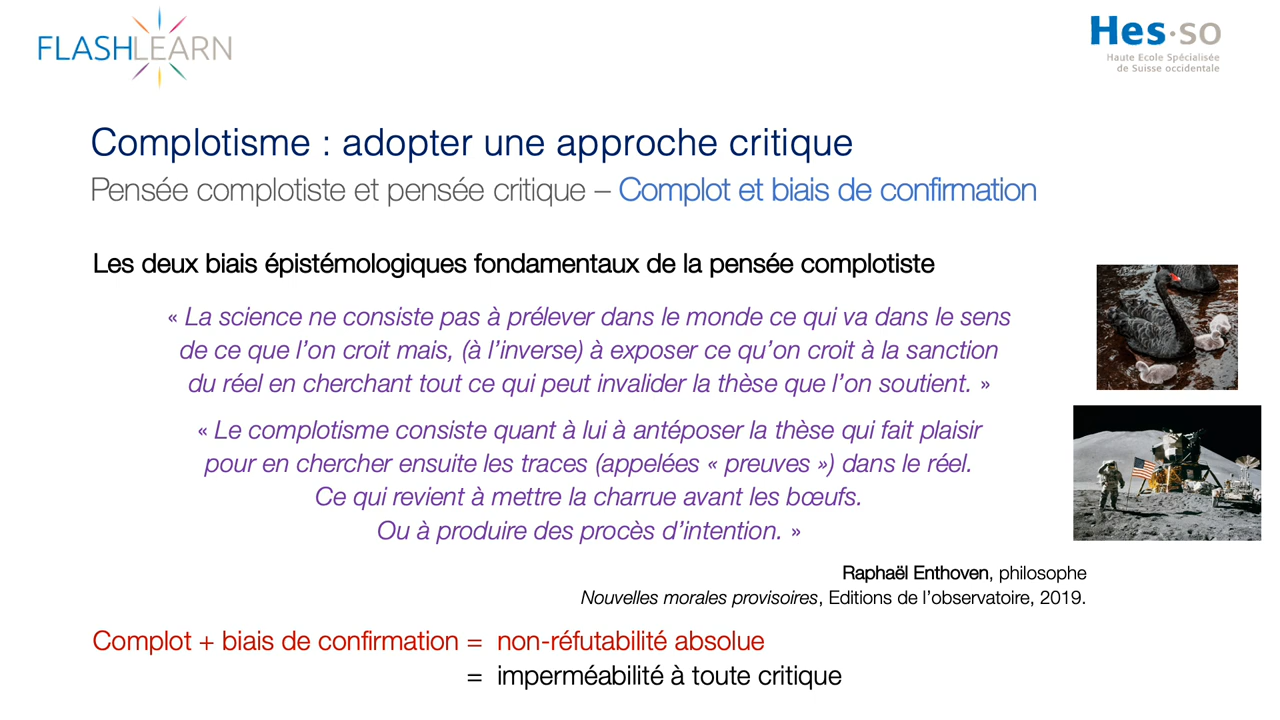 FLASHLEARN
Hes·so
Haute Ecole Spécialisée
de Suisse occidentale
Complotisme : adopter une approche critique
Pensée complotiste et pensée critique – Complot et biais de confirmation
Les deux biais épistémologiques fondamentaux de la pensée complotiste
« La science ne consiste pas à prélever dans le monde ce qui va dans le sens
de ce que l’on croit mais, (à l’inverse) à exposer ce qu’on croit à la sanction
du réel en cherchant tout ce qui peut invalider la thèse que l’on soutient. »
« Le complotisme consiste quant à lui à antéposer la thèse qui fait plaisir
pour en chercher ensuite les traces (appelées « preuves ») dans le réel.
Ce qui revient à mettre la charrue avant les bœufs.
Ou à produire des procès d’intention. »
Raphaël Enthoven, philosophe
Nouvelles morales provisoires, Editions de l’observatoire, 2019.
Complot + biais de confirmation = non-réfutabilité absolue
= imperméabilité à toute critique